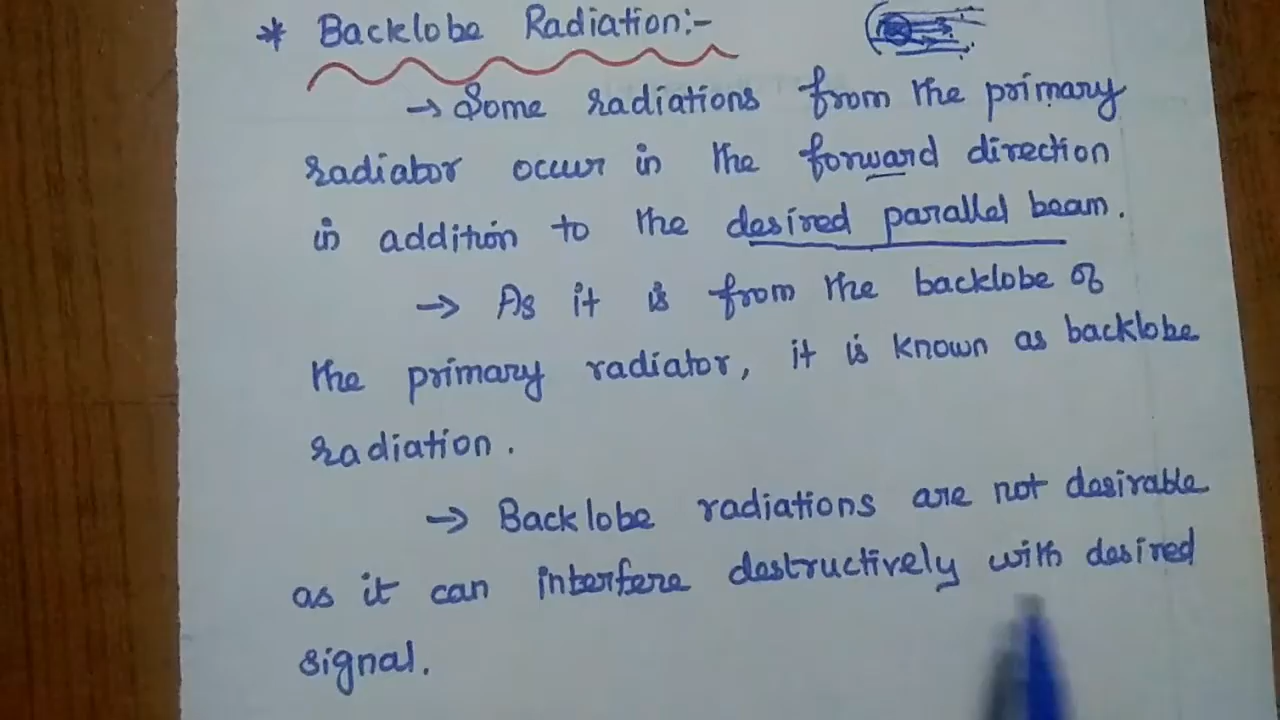 * Backlobe Radiation:-
→ Some radiations from the primary
radiator occur in the forward direction
in addition to the desired parallel beam.
→ As it is from the backlobe of
the primary radiator, it is known as backlobe
radiation.
→ Backlobe radiations are not desirable
as it can interfere destructively with desired
signal.